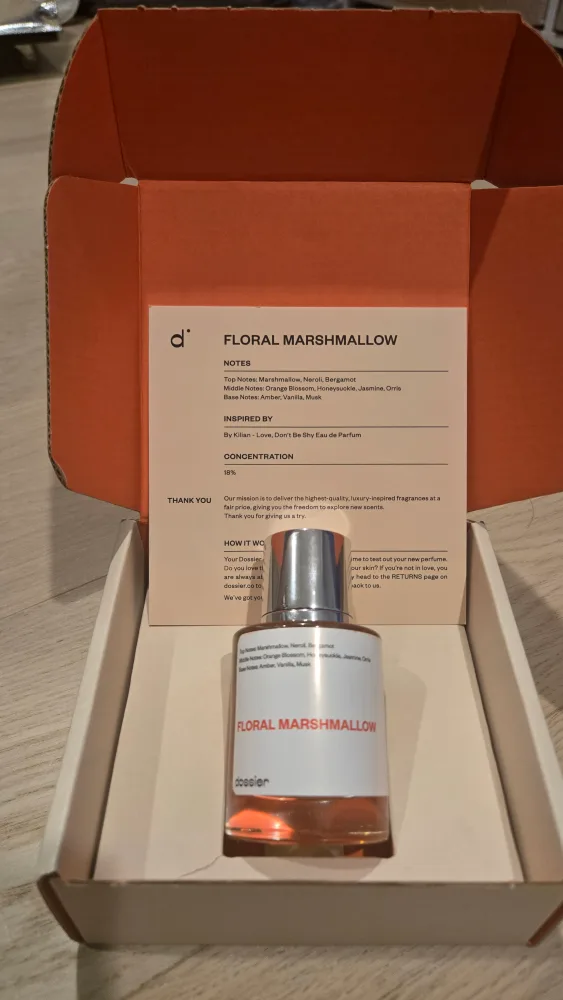 d•
FLORAL MARSHMALLOW
NOTES
Top Notes: Marshmallow, Neroli, Bergamot
Middle Notes: Orange Blossom, Honeysuckle, Jasmine, Orris
Base Notes: Amber, Vanilla, Musk
INSPIRED BY
By Kilian - Love, Don't Be Shy Eau de Parfum
CONCENTRATION
18%
THANK YOU
Our mission is to deliver the highest-quality, luxury-inspired fragrances at a
fair price, giving you the freedom to explore new scents.
Thank you for giving us a try.
HOW IT WO
Your Dossier me to test out your new perfume.
Do you love our skin? If you're not in love, you
are always head to the RETURNS page on
dossier.co to back to us.
We've got
Top Notes: Marshmallow, Neroli, Bergamot
Middle Notes: Orange Blossom, Honeysuckle, Jasmine, Orris
Base Notes: Amber, Vanilla, Musk
FLORAL MARSHMALLOW
dossier